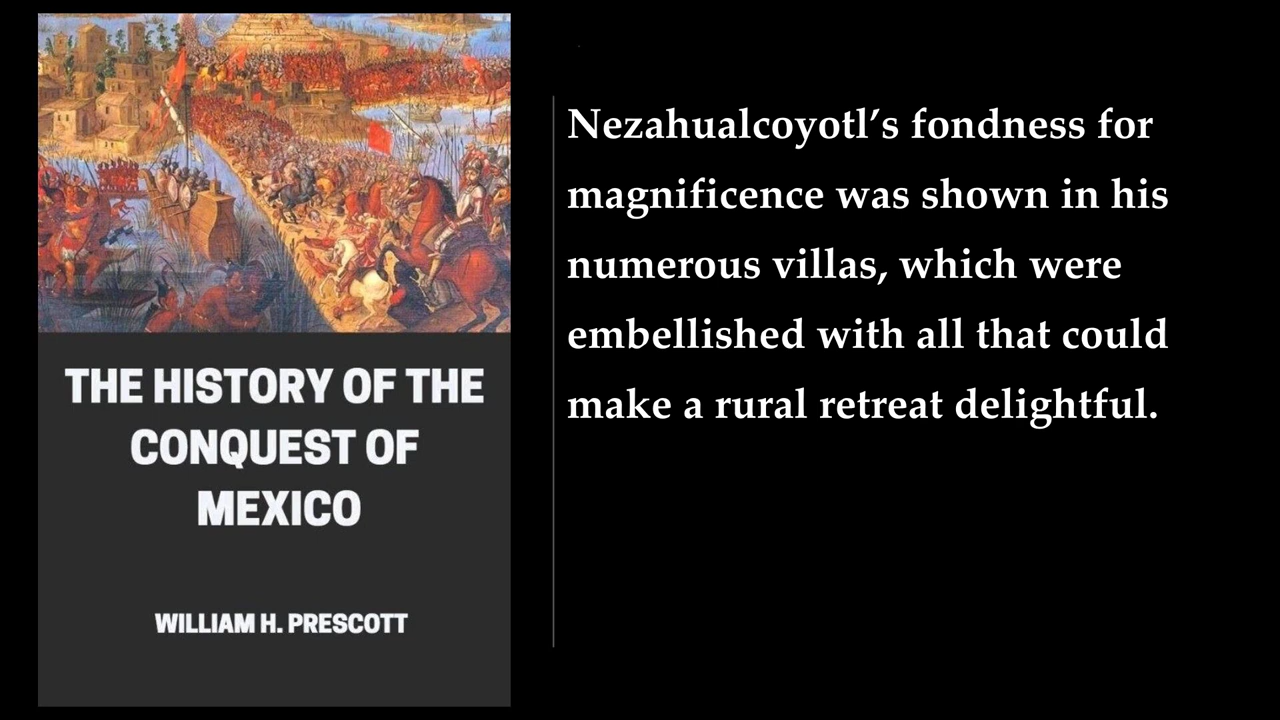 THE HISTORY OF THE
CONQUEST OF
MEXICO
WILLIAM H. PRESCOTT
Nezahualcoyotl’s fondness for
magnificence was shown in his
numerous villas, which were
embellished with all that could
make a rural retreat delightful.